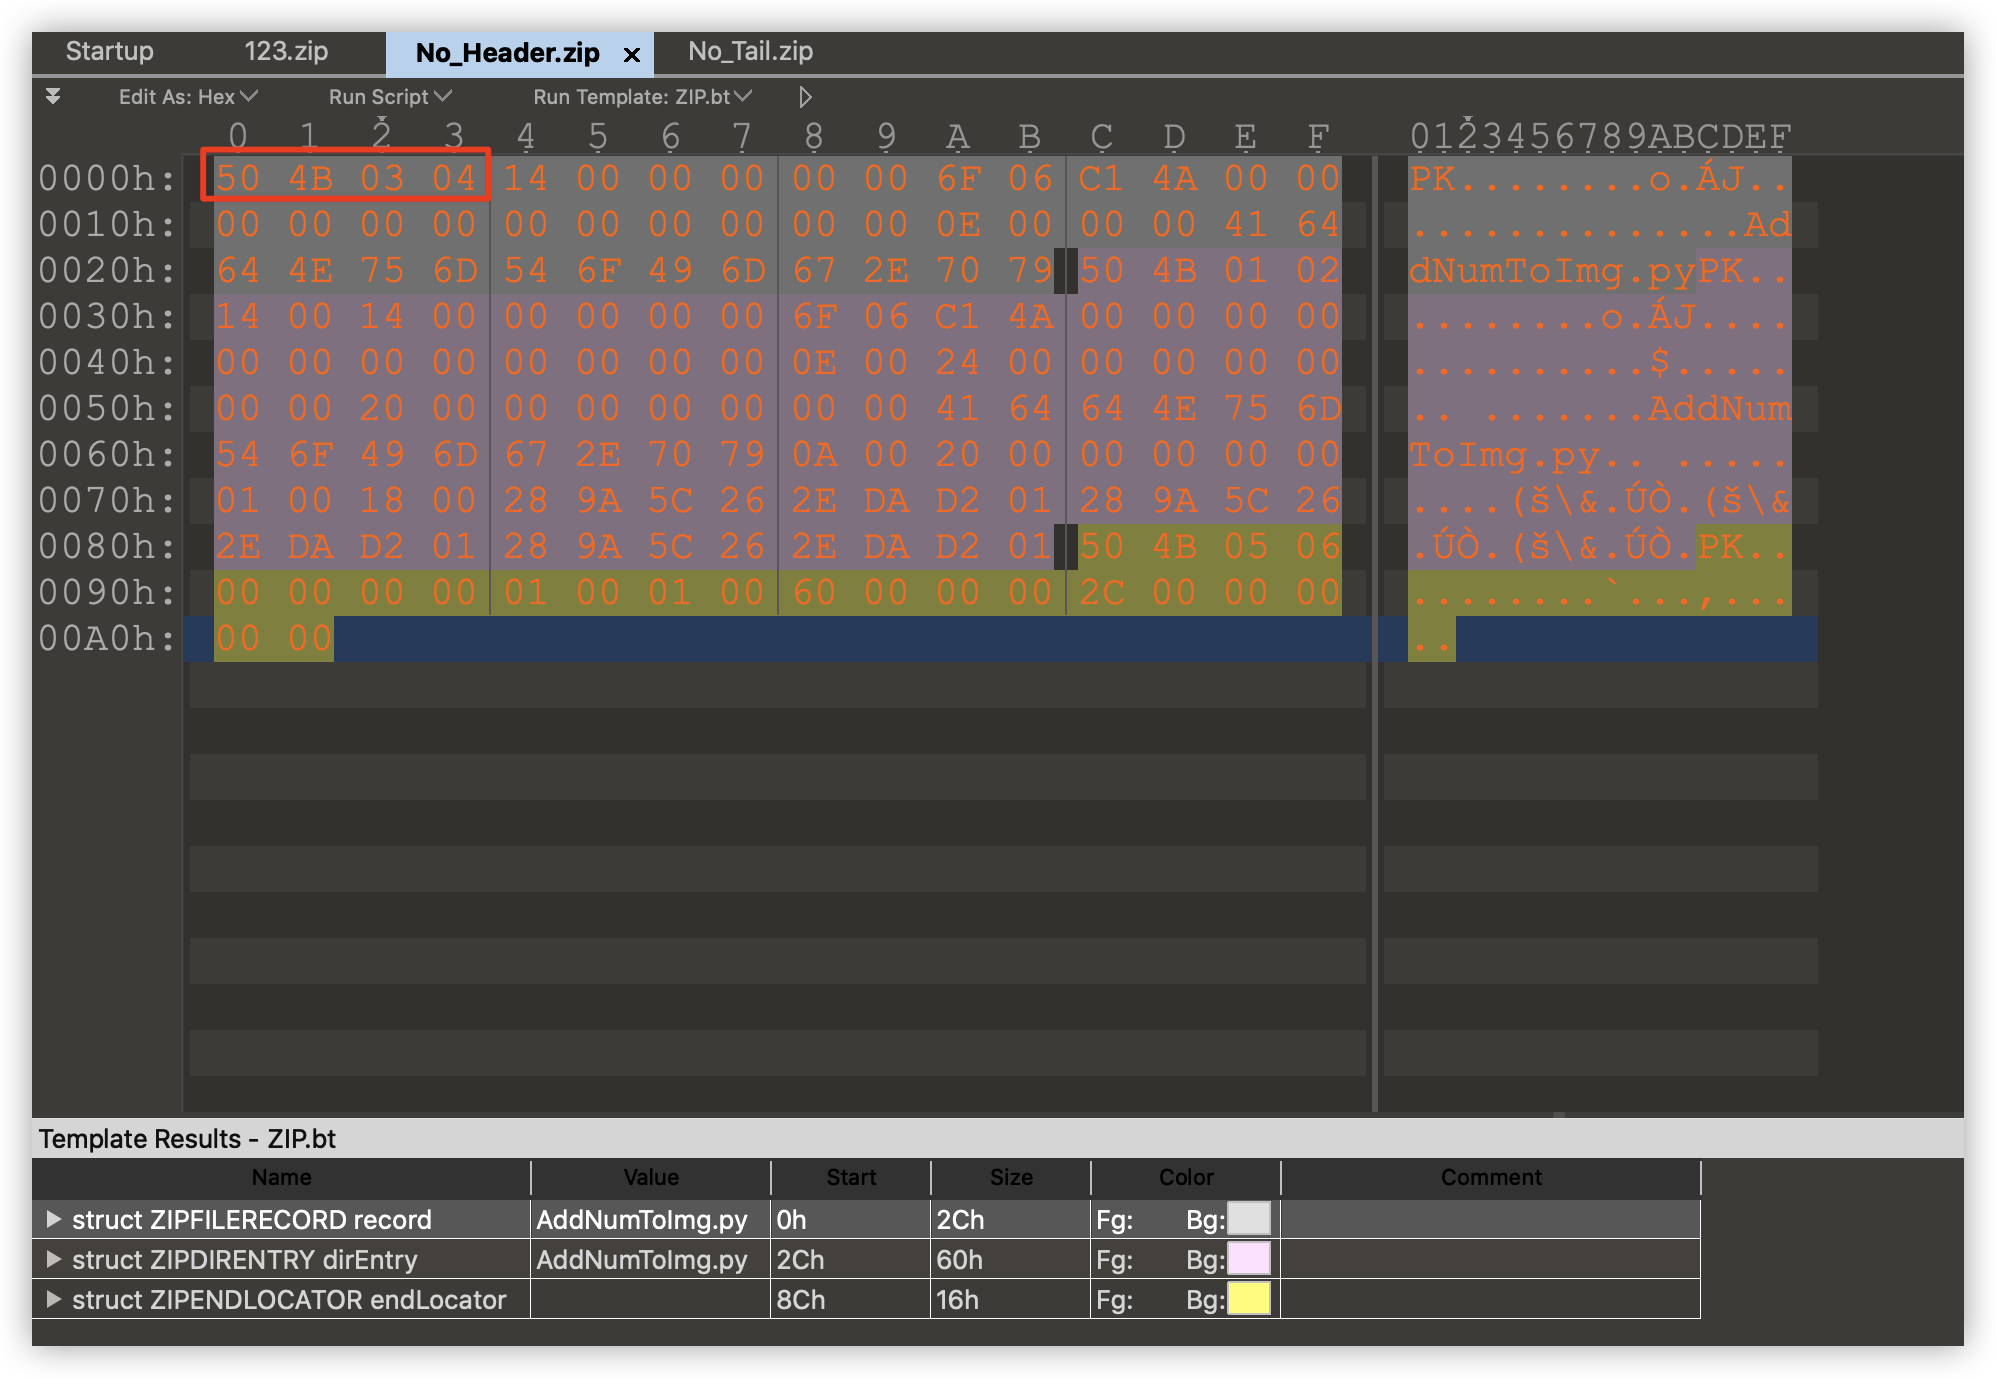 Startup 123.zip No_Header.zip × No_Tail.zip
Edit As: Hex Run Script Run Template: ZIP.bt
0 1 2 3 4 5 6 7 8 9 A B C D E F 0123456789ABCDEF
0000h: 50 4B 03 04 14 00 00 00 00 00 6F 06 C1 4A 00 00 PK........o.ÁJ..
0010h: 00 00 00 00 00 00 00 00 00 00 0E 00 00 00 41 64 ..............Ad
0020h: 64 4E 75 6D 54 6F 49 6D 67 2E 70 79 50 4B 01 02 dNumToImg.pyPK..
0030h: 14 00 14 00 00 00 00 00 6F 06 C1 4A 00 00 00 00 ........o.ÁJ....
0040h: 00 00 00 00 00 00 00 00 0E 00 24 00 00 00 00 00 ..........$.....
0050h: 00 00 20 00 00 00 00 00 00 00 41 64 64 4E 75 6D .. .......AddNum
0060h: 54 6F 49 6D 67 2E 70 79 0A 00 20 00 00 00 00 00 ToImg.py.. .....
0070h: 01 00 18 00 28 9A 5C 26 2E DA D2 01 28 9A 5C 26 ....(š\&.ÚÒ.(š\&
0080h: 2E DA D2 01 28 9A 5C 26 2E DA D2 01 50 4B 05 06 .ÚÒ.(š\&.ÚÒ.PK..
0090h: 00 00 00 00 01 00 01 00 60 00 00 00 2C 00 00 00 ........`...,...
00A0h: 00 00 ..
Template Results - ZIP.bt
Name Value Start Size Color Comment
struct ZIPFILERECORD record AddNumToImg.py 0h 2Ch Fg: Bg:
struct ZIPDIRENTRY dirEntry AddNumToImg.py 2Ch 60h Fg: Bg:
struct ZIPENDLOCATOR endLocator 8Ch 16h Fg: Bg: